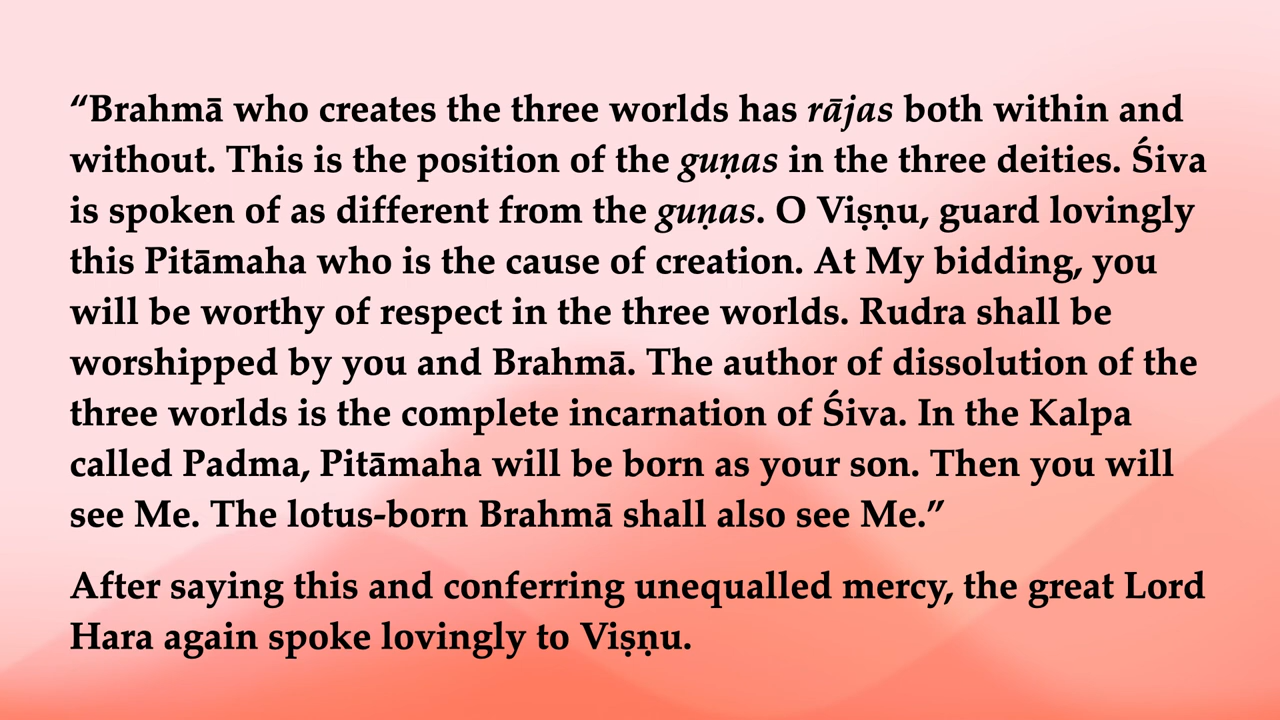 “Brahmā who creates the three worlds has rājas both within and
without. This is the position of the guṇas in the three deities. Śiva
is spoken of as different from the guṇas. O Viṣṇu, guard lovingly
this Pitāmaha who is the cause of creation. At My bidding, you
will be worthy of respect in the three worlds. Rudra shall be
worshipped by you and Brahmā. The author of dissolution of the
three worlds is the complete incarnation of Śiva. In the Kalpa
called Padma, Pitāmaha will be born as your son. Then you will
see Me. The lotus-born Brahmā shall also see Me.”
After saying this and conferring unequalled mercy, the great Lord
Hara again spoke lovingly to Viṣṇu.